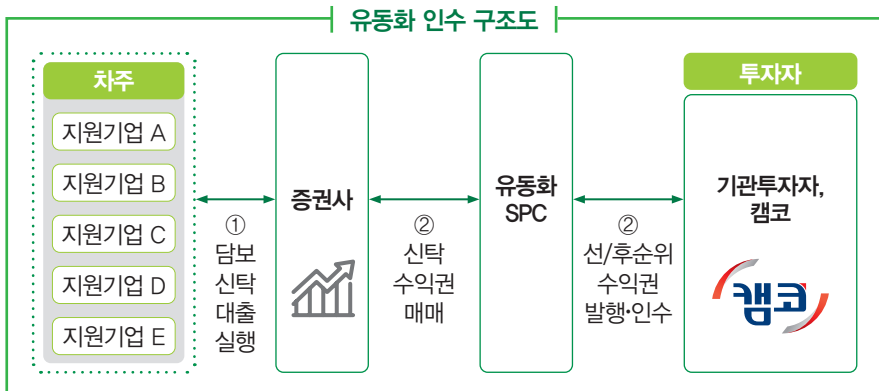 유동화 인수 구조도
차주
지원기업 A
지원기업 B
지원기업 C
지원기업 D
지원기업 E
①
담보
신탁
대출
실행
증권사
②
신탁
수익권
매매
유동화
SPC
②
선/후순위
수익권
발행•인수
투자자
기관투자자,
캠코
캠코